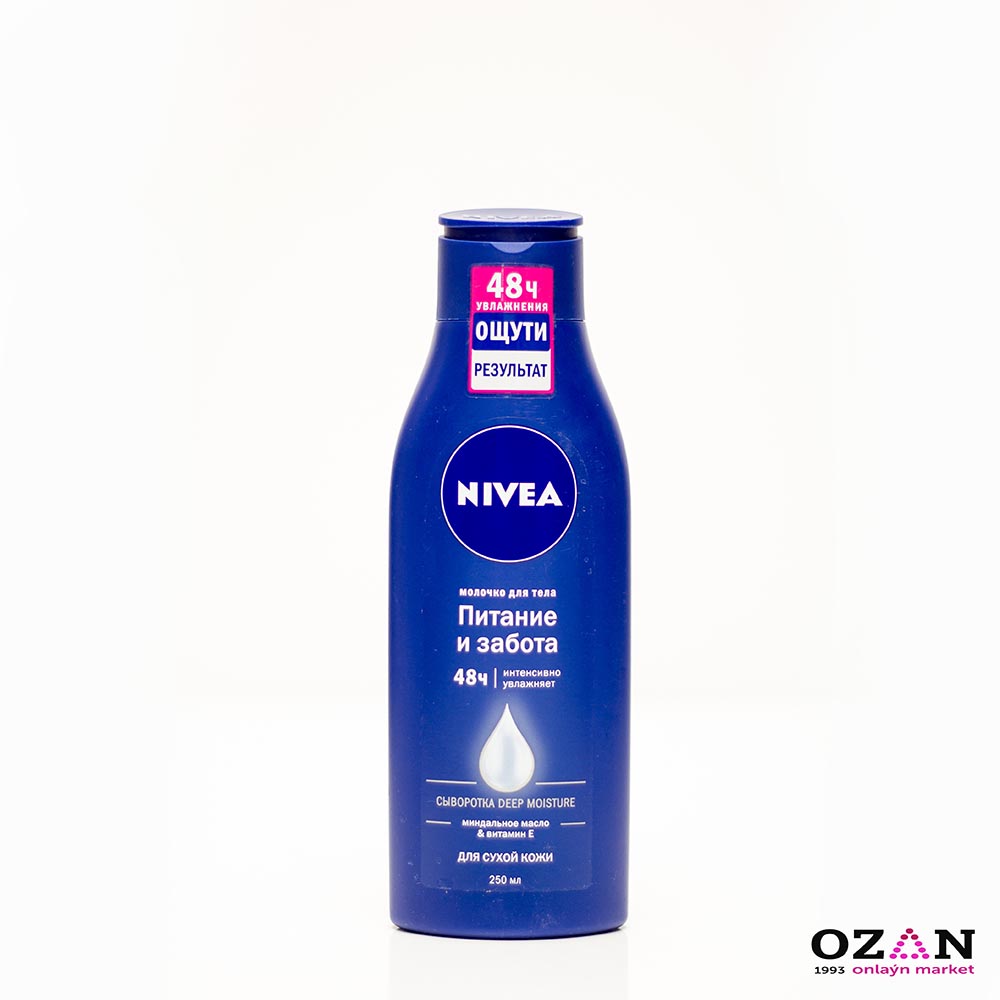 48ч
УВЛАЖНЕНИЯ
ОЩУТИ
РЕЗУЛЬТАТ
NIVEA
МОЛОЧКО ДЛЯ ТЕЛА
Питание
и забота
48ч | интенсивно
увлажняет
СЫВОРОТКА DEEP MOISTURE
миндальное масло
& витамин Е
ДЛЯ СУХОЙ КОЖИ
250 мл
OZAN
1993 onlaýn market